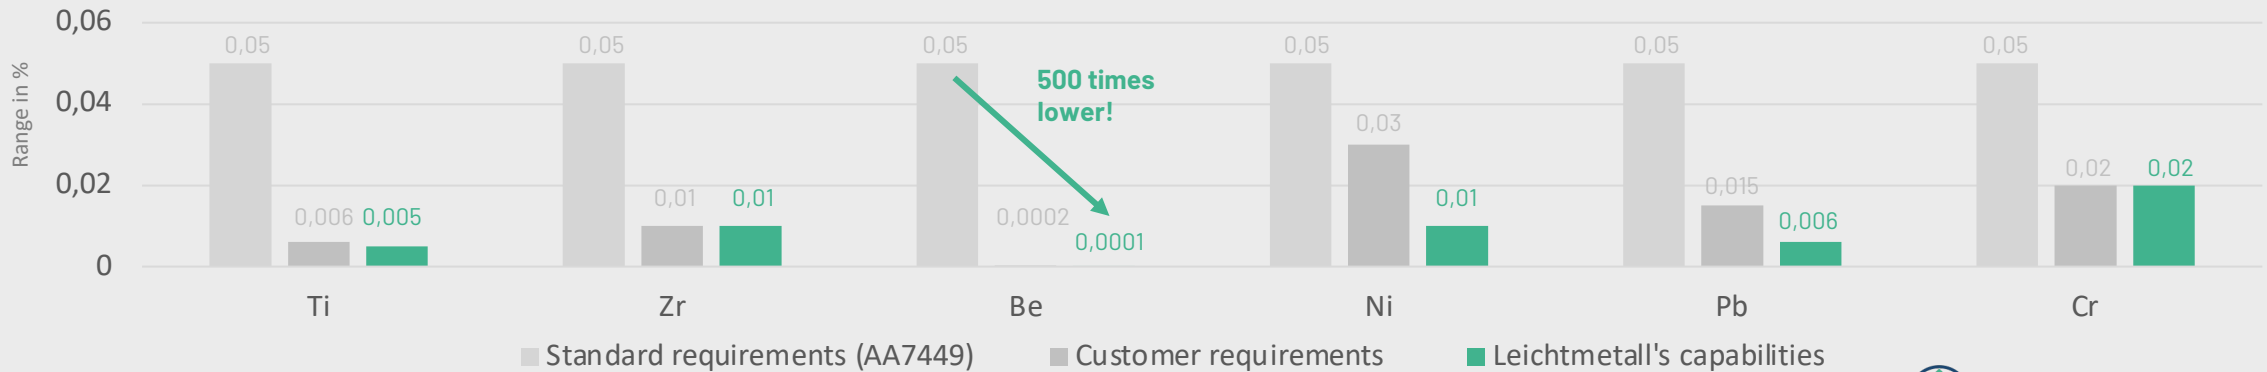 0,06
0,04
0,02
0
Range in %
0,05
0,006
0,005
0,05
0,01
0,01
0,05
500 times
lower!
0,0002
0,0001
0,05
0,03
0,01
0,05
0,015
0,006
0,05
0,02
0,02
Ti
Zr
Be
Ni
Pb
Cr
Standard requirements (AA7449)
Customer requirements
Leichtmetall's capabilities